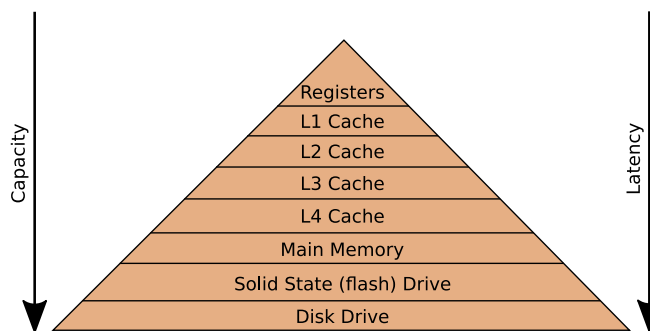 Capacity
Latency
Registers
L1 Cache
L2 Cache
L3 Cache
L4 Cache
Main Memory
Solid State (flash) Drive
Disk Drive